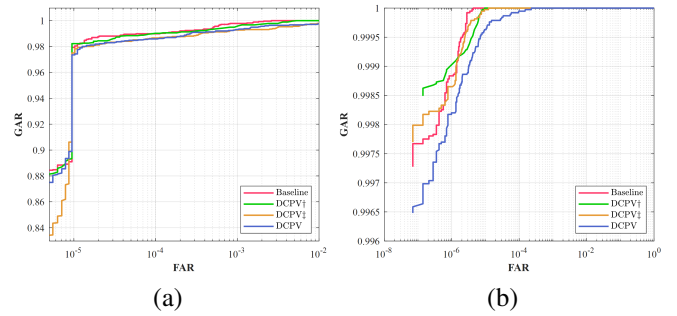 1
0.98
0.96
0.94
0.92
0.9
0.88
0.86
0.84
GAR
10-5
10-4
10-3
10-2
FAR
Baseline
DCPV†
DCPV‡
DCPV
(a)
1
0.9995
0.999
0.9985
0.998
0.9975
0.997
0.9965
0.996
GAR
10-8
10-6
10-4
10-2
100
FAR
Baseline
DCPV†
DCPV‡
DCPV
(b)